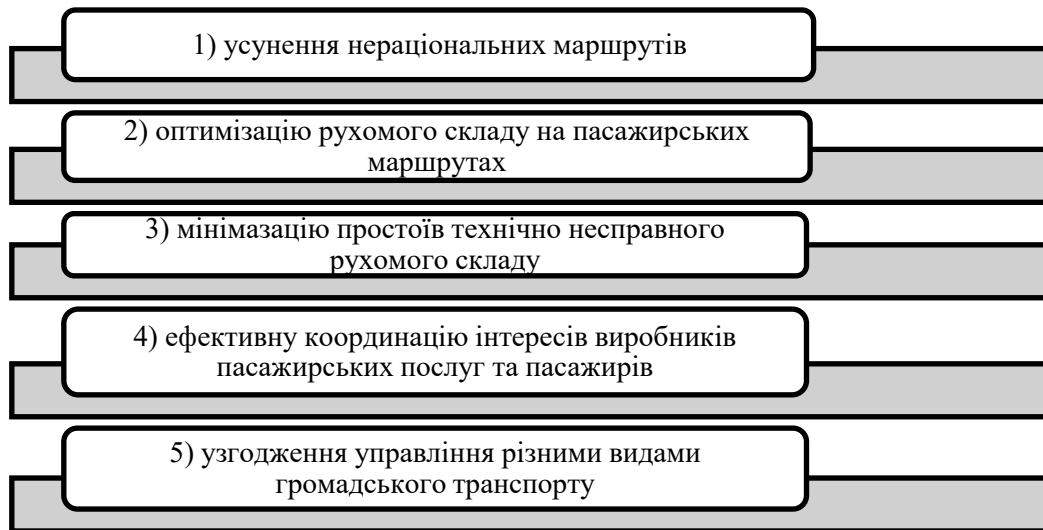 1) усунення нераціональних маршрутів
2) оптимізацію рухомого складу на пасажирських
маршрутах
3) мінімазацію простоїв технічно несправного
рухомого складу
4) ефективну координацію інтересів виробників
пасажирських послуг та пасажирів
5) узгодження управління різними видами
громадського транспорту